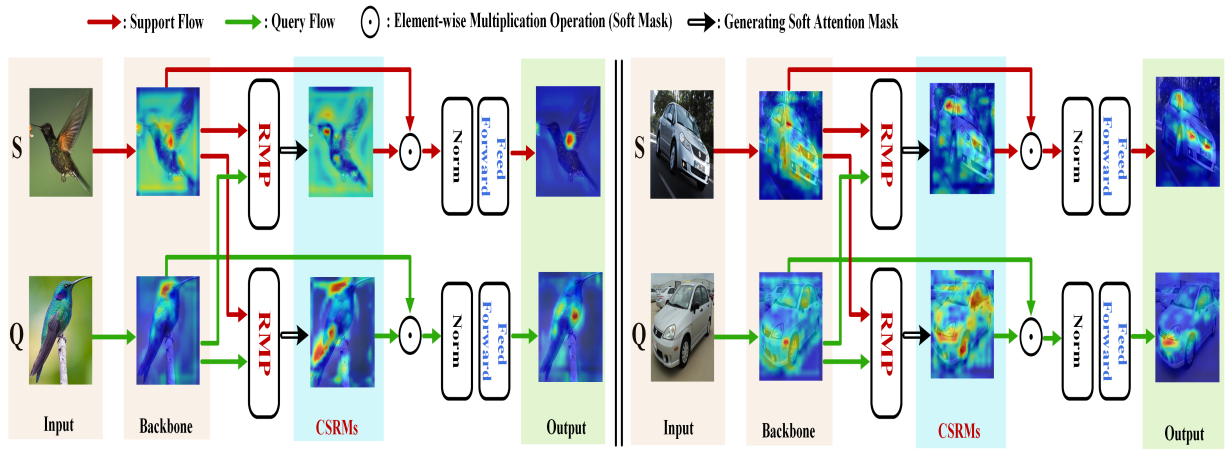 : Support Flow : Query Flow : Element-wise Multiplication Operation (Soft Mask) : Generating Soft Attention Mask
S
RMP
Norm
Feed Forward
Q
RMP
Norm
Feed Forward
Input
Backbone
CSRMs
Output
S
RMP
Norm
Feed Forward
Q
RMP
Norm
Feed Forward
Input
Backbone
CSRMs
Output